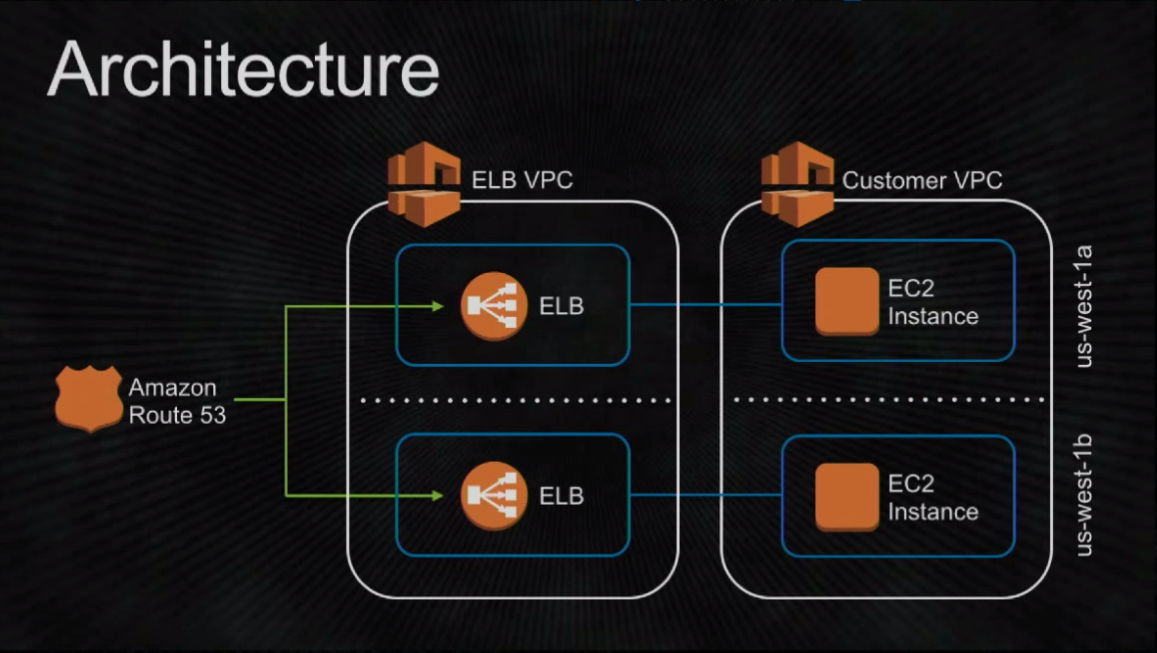 Architecture
ELB VPC
Customer VPC
ELB
EC2
Instance
us-west-1a
Amazon
Route 53
ELB
EC2
Instance
us-west-1b